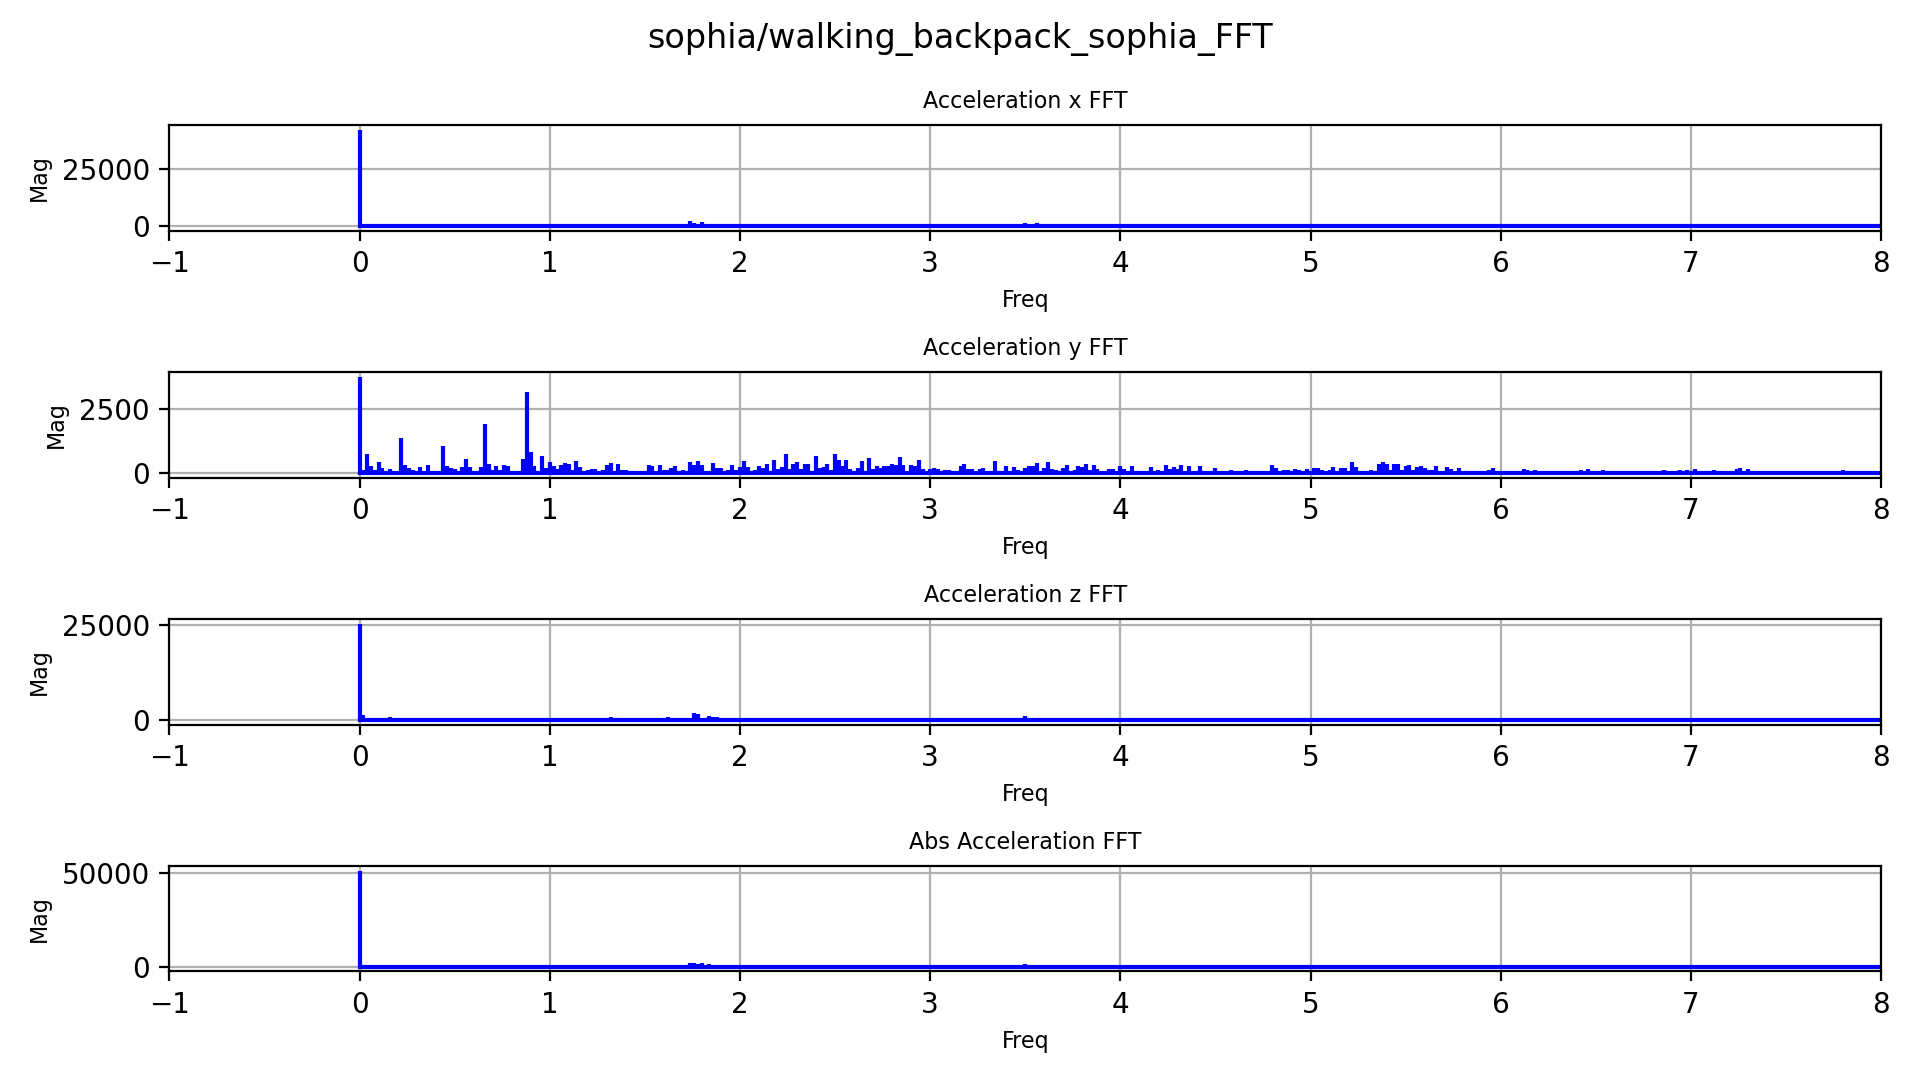 sophia/walking_backpack_sophia_FFT
Acceleration x FFT
Mag
25000
0
−1 0 1 2 3 4 5 6 7 8
Freq
Acceleration y FFT
Mag
2500
0
−1 0 1 2 3 4 5 6 7 8
Freq
Acceleration z FFT
Mag
25000
0
−1 0 1 2 3 4 5 6 7 8
Freq
Abs Acceleration FFT
Mag
50000
0
−1 0 1 2 3 4 5 6 7 8
Freq